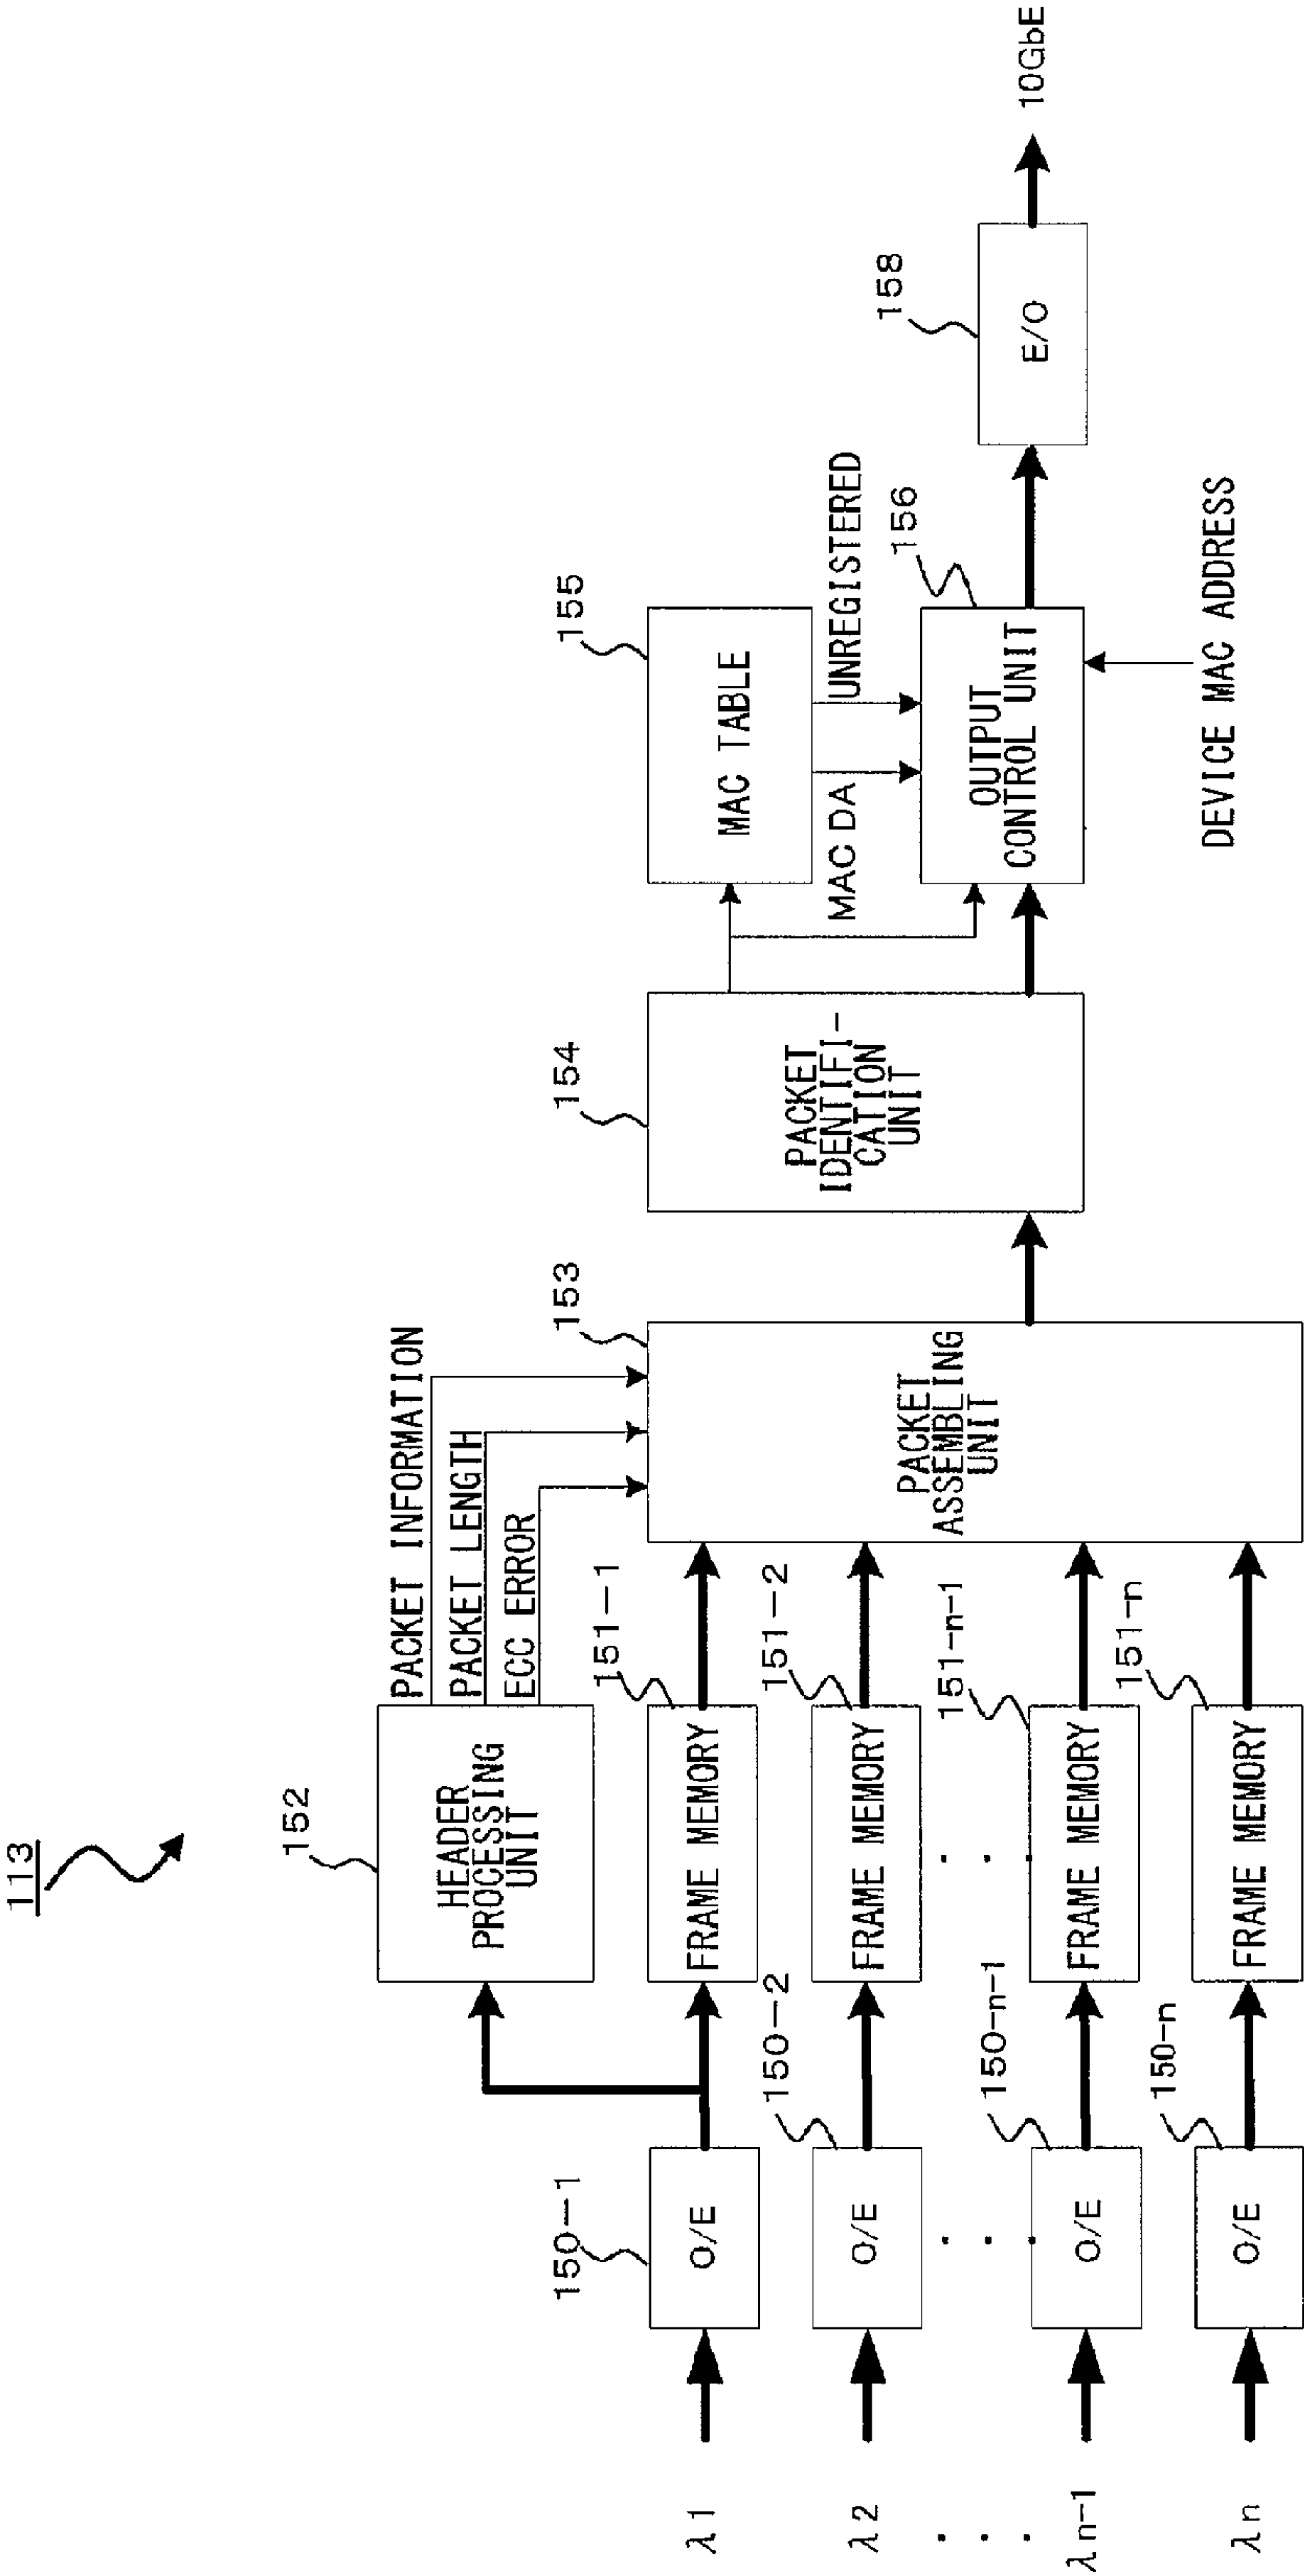 113
152
HEADER
PROCESSING
UNIT
PACKET INFORMATION
PACKET LENGTH
ECC ERROR
150-1
O/E
λ1
151-1
FRAME MEMORY
150-2
O/E
λ2
151-2
FRAME MEMORY
. . .
. . .
. . .
150-n-1
O/E
λn-1
151-n-1
FRAME MEMORY
150-n
O/E
λn
151-n
FRAME MEMORY
153
PACKET
ASSEMBLING
UNIT
154
PACKET
IDENTIFI-
CATION
UNIT
155
MAC TABLE
MAC DA
UNREGISTERED
156
OUTPUT
CONTROL UNIT
DEVICE MAC ADDRESS
158
E/O
10GbE